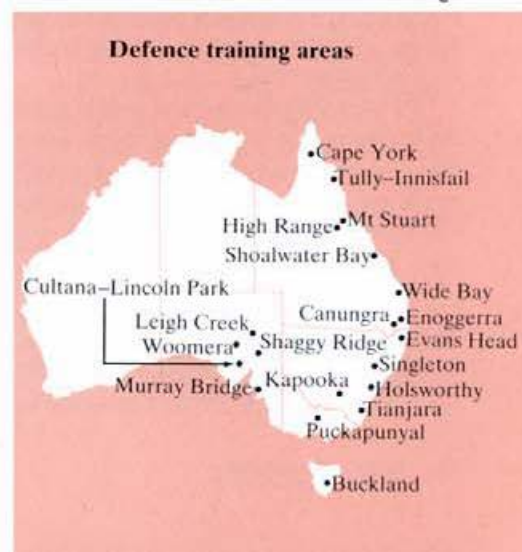 Defence training areas
Cape York
Tully–Innisfail
Mt Stuart
High Range
Shoalwater Bay
Cultana–Lincoln Park
Wide Bay
Canungra
Enoggerra
Leigh Creek
Evans Head
Woomera
Shaggy Ridge
Singleton
Kapooka
Murray Bridge
Holsworthy
Tianjara
Puckapunyal
Buckland